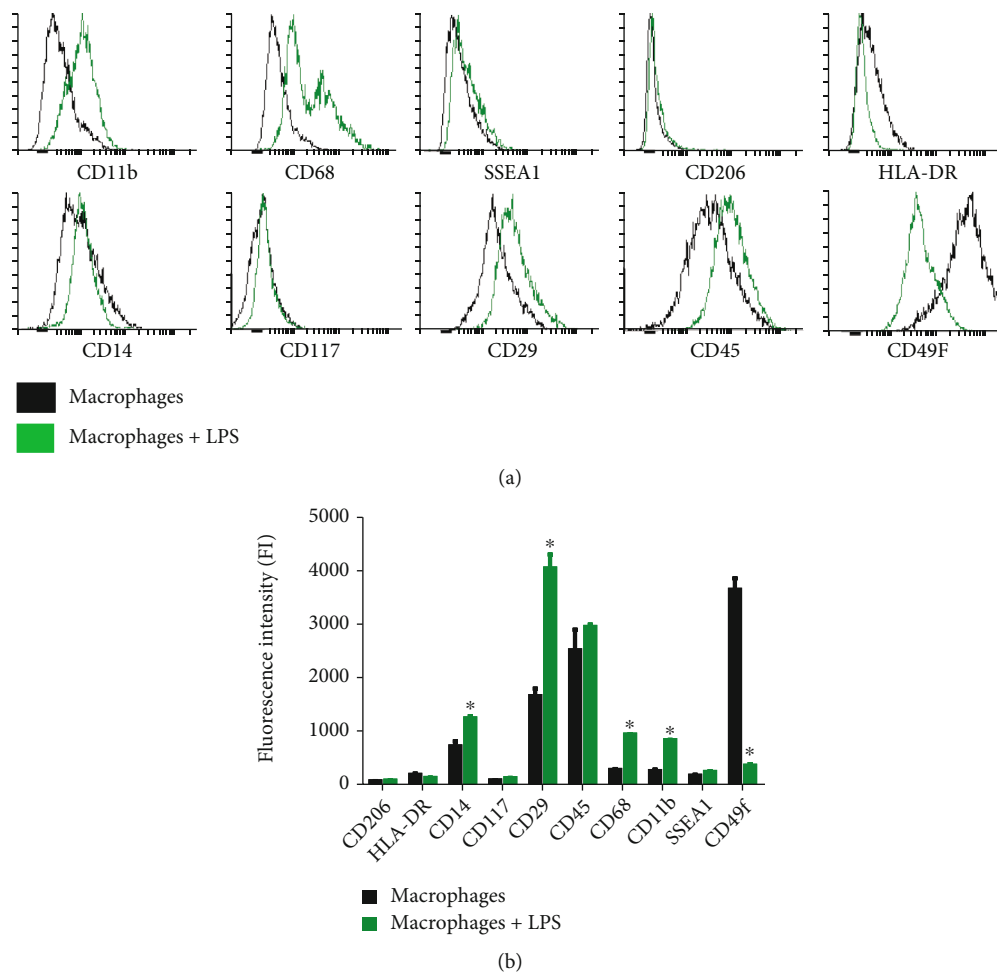 CD11b CD68 SSEA1 CD206 HLA-DR
CD14 CD117 CD29 CD45 CD49F
Macrophages
Macrophages + LPS
(a)
Fluorescence intensity (FI)
5000
4000
3000
2000
1000
0
* * * * *
CD206 HLA-DR CD14 CD117 CD29 CD45 CD68 CD11b SSEA1 CD49f
Macrophages
Macrophages + LPS
(b)